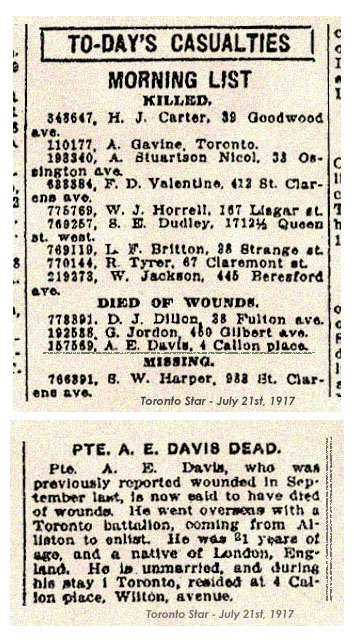 TO-DAY'S CASUALTIES
MORNING LIST
KILLED.
343647, H. J. Carter, 39 Goodwood
ave.
110177, A. Gavine, Toronto.
193340, A. Stuartson Nicol, 33 Os-
sington ave.
633384, F. D. Valentine, 412 St. Clar-
ens ave.
775769, W. J. Horrell, 167 Lisgar st.
769257, S. E. Dudley, 1712½ Queen
st. west.
769119, L. F. Britton, 38 Strange st.
770144, R. Tyrer, 67 Claremont st.
219273, W. Jackson, 445 Beresford
ave.
DIED OF WOUNDS.
778391, D. J. Dillon, 38 Fulton ave.
192528, G. Jordon, 460 Gilbert ave.
157569, A. E. Davis, 4 Callon place.
MISSING.
766391, S. W. Harper, 988 St. Clar-
ens ave.
Toronto Star - July 21st, 1917
PTE. A. E. DAVIS DEAD.
Pte. A. E. Davis, who was
previously reported wounded in Sep-
tember last, is now said to have died
of wounds. He went overseas with a
Toronto battalion, coming from Al-
liston to enlist. He was 21 years of
age, and a native of London, Eng-
land. He is unmarried, and during
his stay i Toronto, resided at 4 Cal-
lon place, Wilton, avenue.
Toronto Star - July 21st, 1917